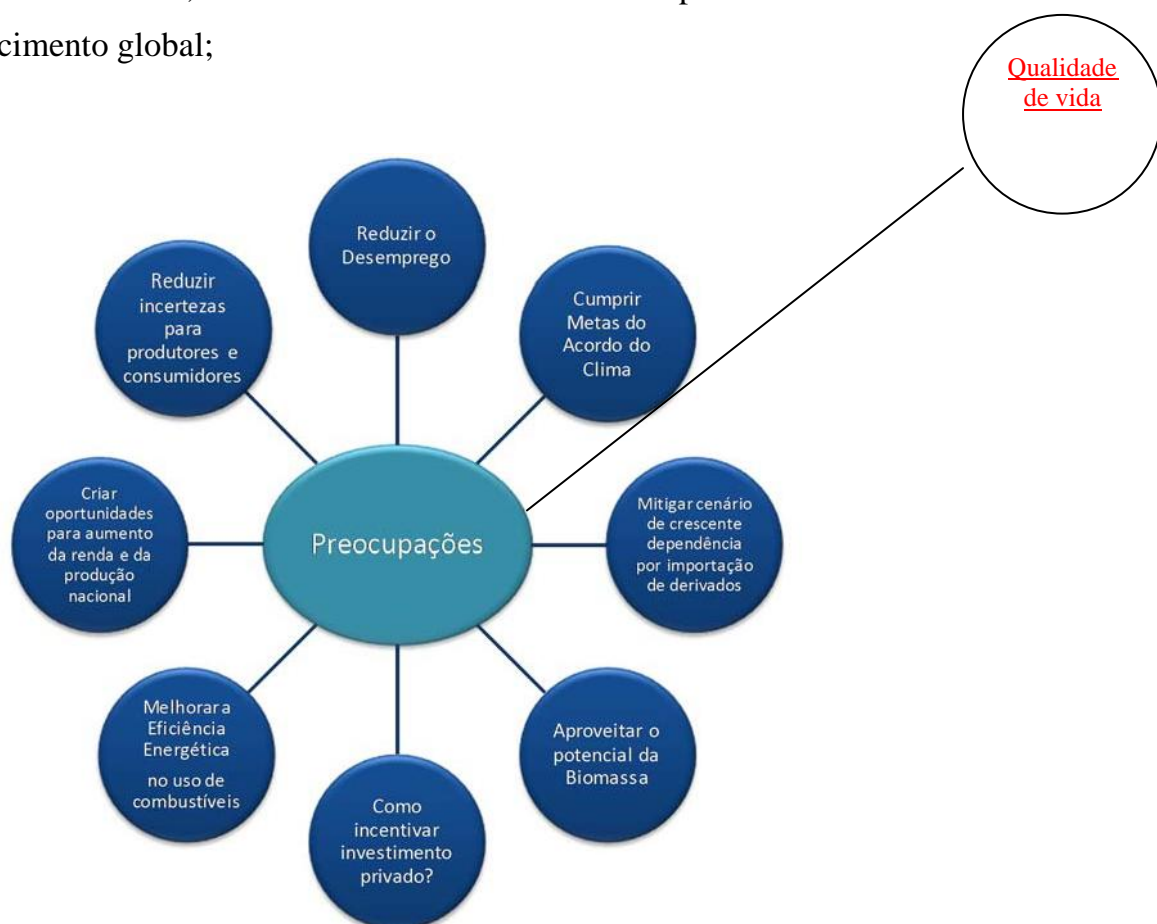 cimento global;
Qualidade
de vida
Reduzir o
Desemprego
Cumprir
Metas do
Acordo do
Clima
Mitigar cenário
de crescente
dependência
por importação
de derivados
Aproveitar o
potencial da
Biomassa
Como
incentivar
investimento
privado?
Melhorar a
Eficiência
Energética
no uso de
combustíveis
Criar
oportunidades
para aumento
da renda e da
produção
nacional
Reduzir
incertezas
para
produtores e
consumidores
Preocupações